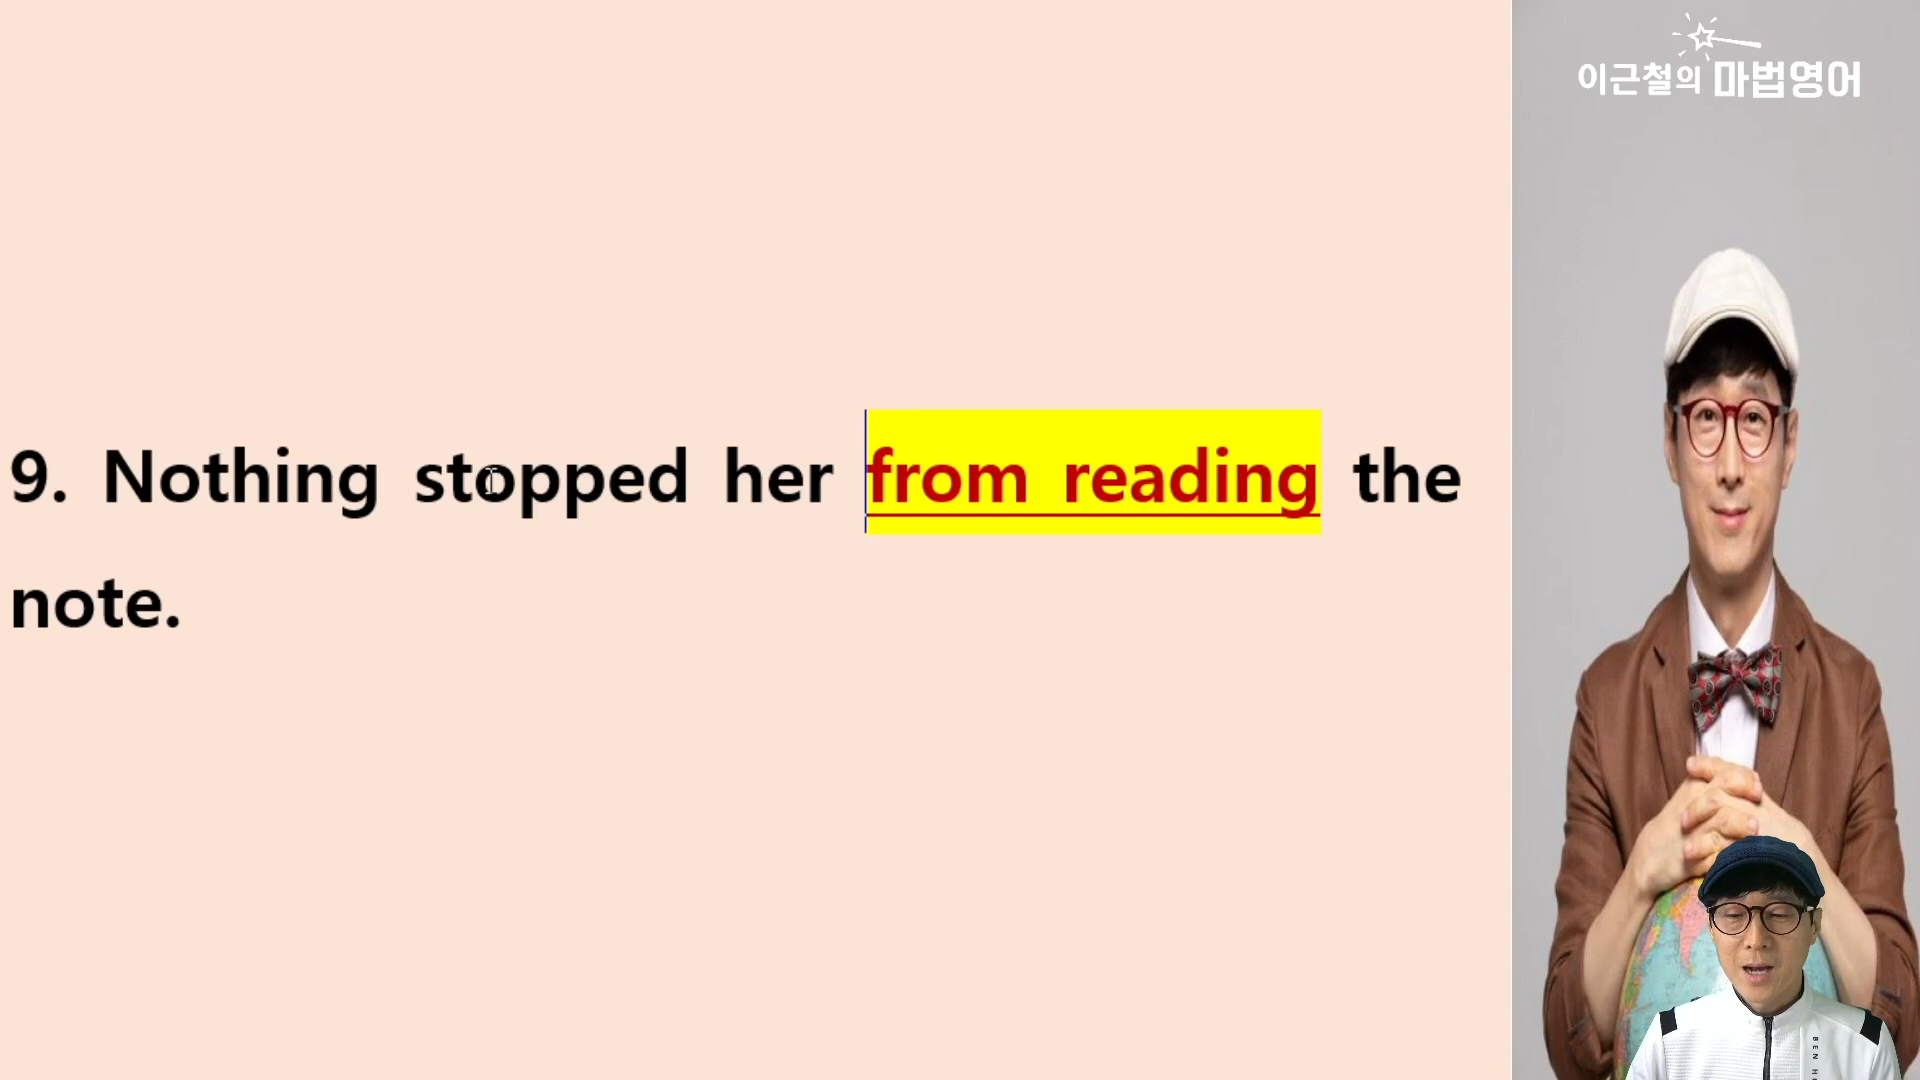 이근철의 마법영어
9. Nothing stopped her from reading the
note.